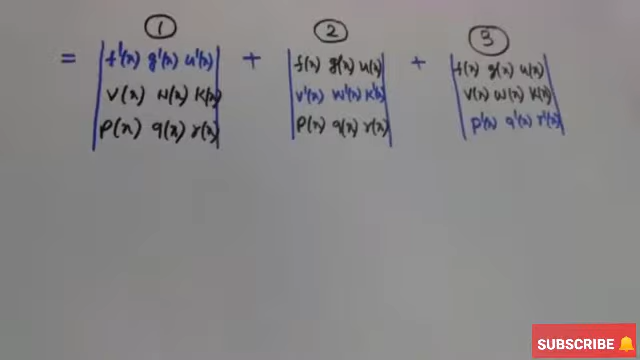 1 2 3
= | f'(x) g'(x) u'(x) | + | f(x) g(x) u(x) | + | f(x) g(x) u(x) |
| v(x) w(x) k(x) | | v'(x) w'(x) k'(x) | | v(x) w(x) k(x) |
| p(x) q(x) r(x) | | p(x) q(x) r(x) | | p'(x) q'(x) r'(x) |
SUBSCRIBE